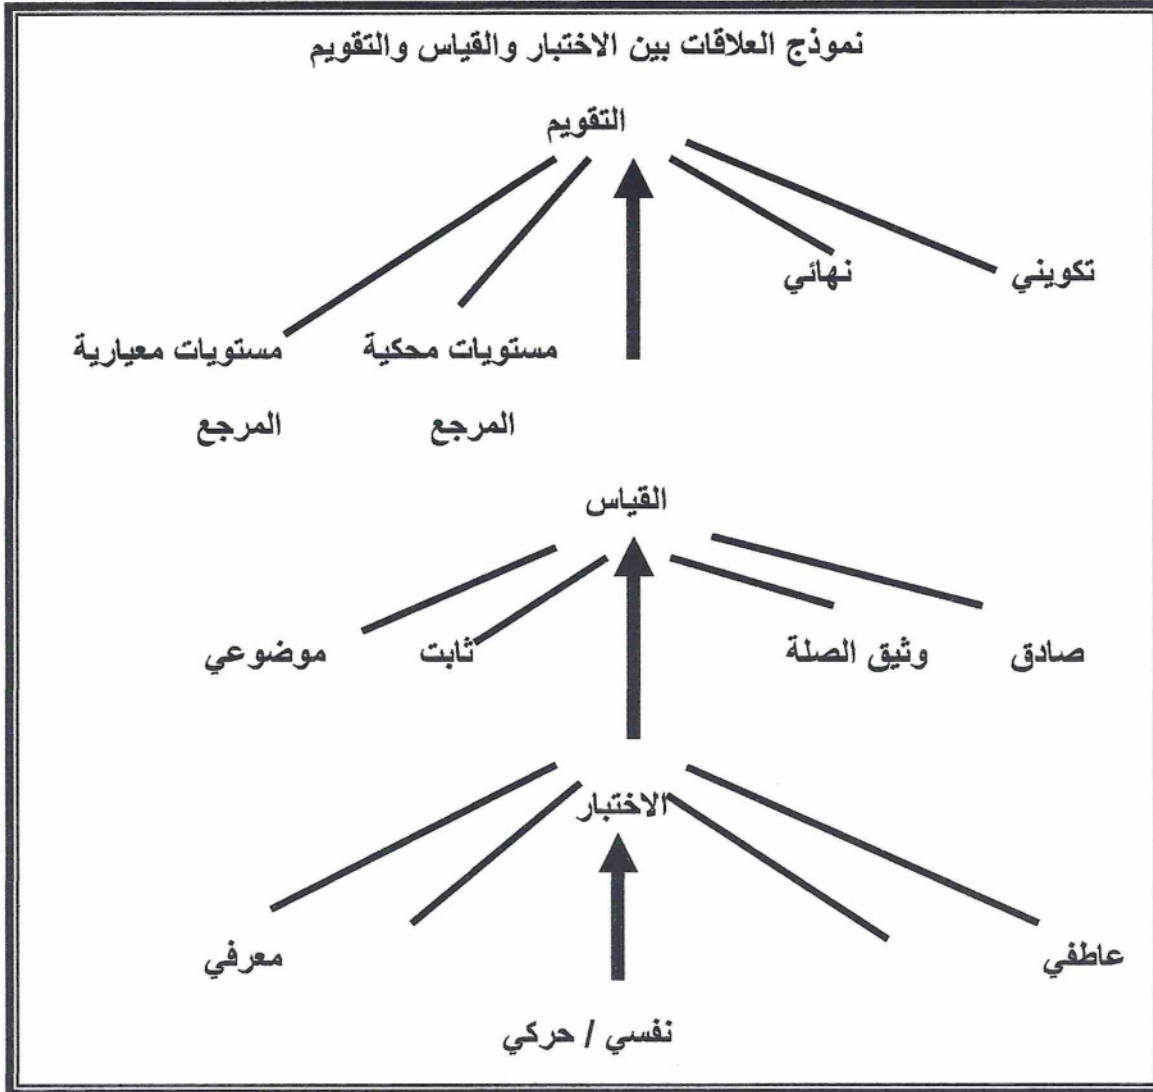 نموذج العلاقات بين الاختبار والقياس والتقويم
التقويم
تكويني
نهائي
مستويات محكية
المرجع
مستويات معيارية
المرجع
القياس
صادق
وثيق الصلة
ثابت
موضوعي
الاختبار
عاطفي
معرفي
نفسي / حركي